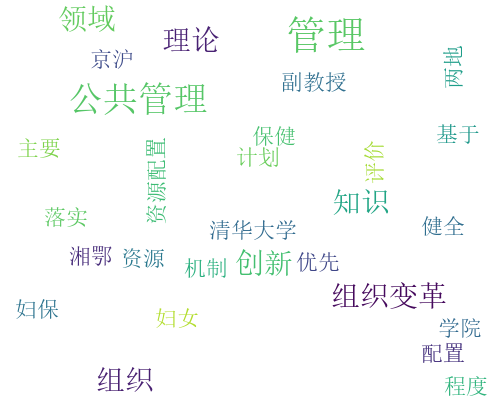 领域
理论
管理
京沪
两地
副教授
公共管理
基于
保健
主要
计划
资源配置
评价
知识
落实
清华大学
健全
湘鄂
资源
机制
创新
优先
组织变革
妇保
妇女
学院
配置
组织
程度